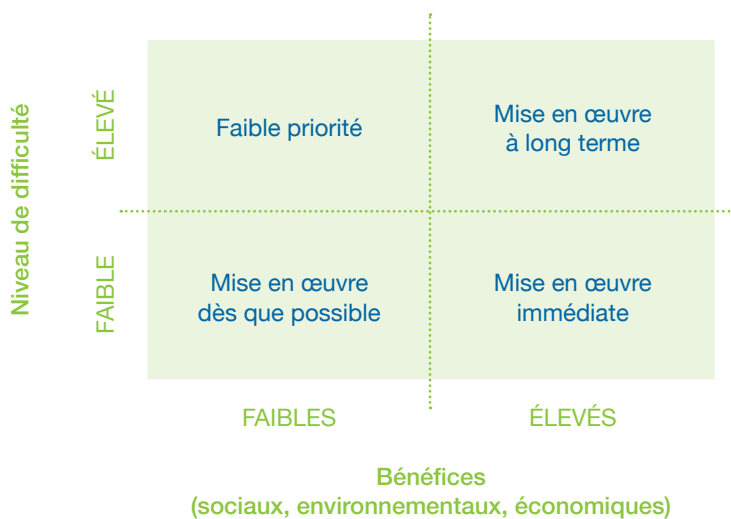 Niveau de difficulté
ÉLEVÉ
Faible priorité
Mise en œuvre
à long terme
FAIBLE
Mise en œuvre
dès que possible
Mise en œuvre
immédiate
FAIBLES
ÉLEVÉS
Bénéfices
(sociaux, environnementaux, économiques)